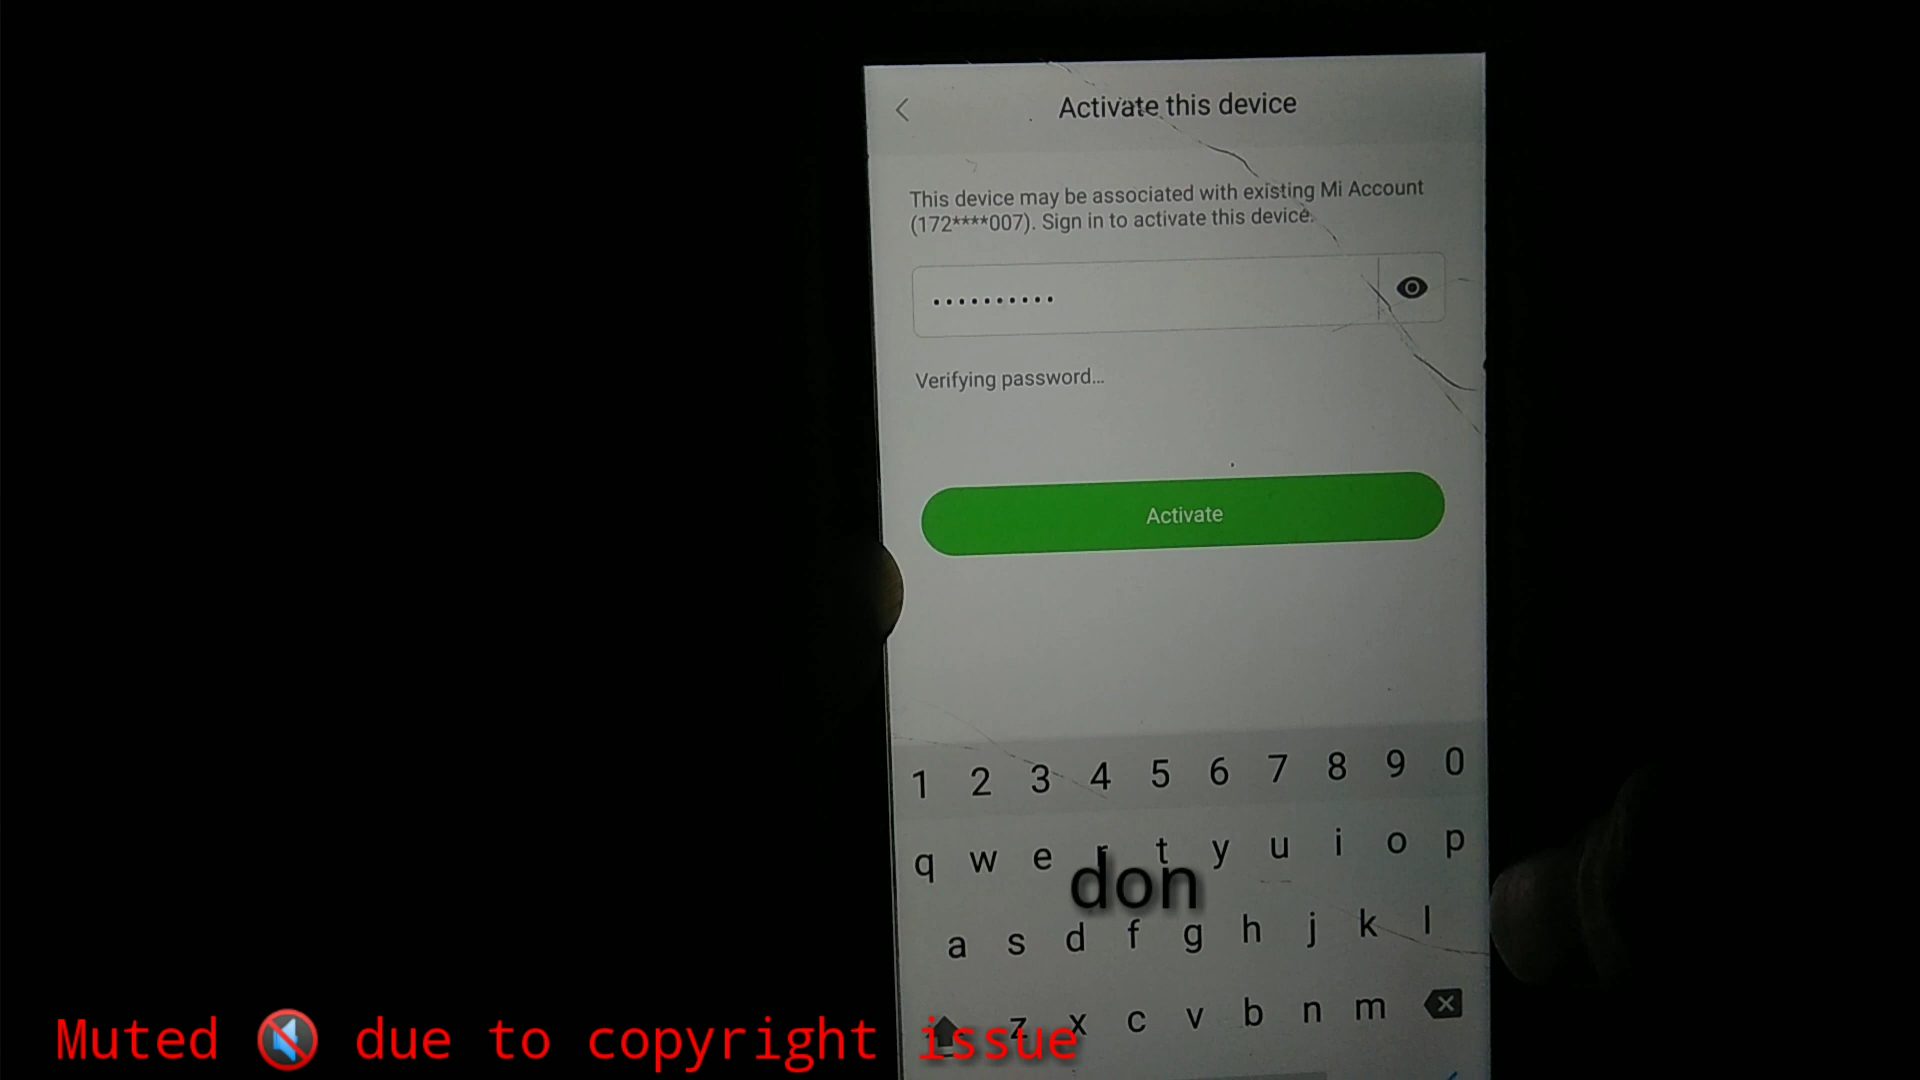 Activate this device
This device may be associated with existing Mi Account
(172****007). Sign in to activate this device.
••••••••••
Verifying password...
Activate
1 2 3 4 5 6 7 8 9 0
q w e r t y u i o p
don
a s d f g h j k l
z x c v b n m
Muted 🔇 due to copyright issue